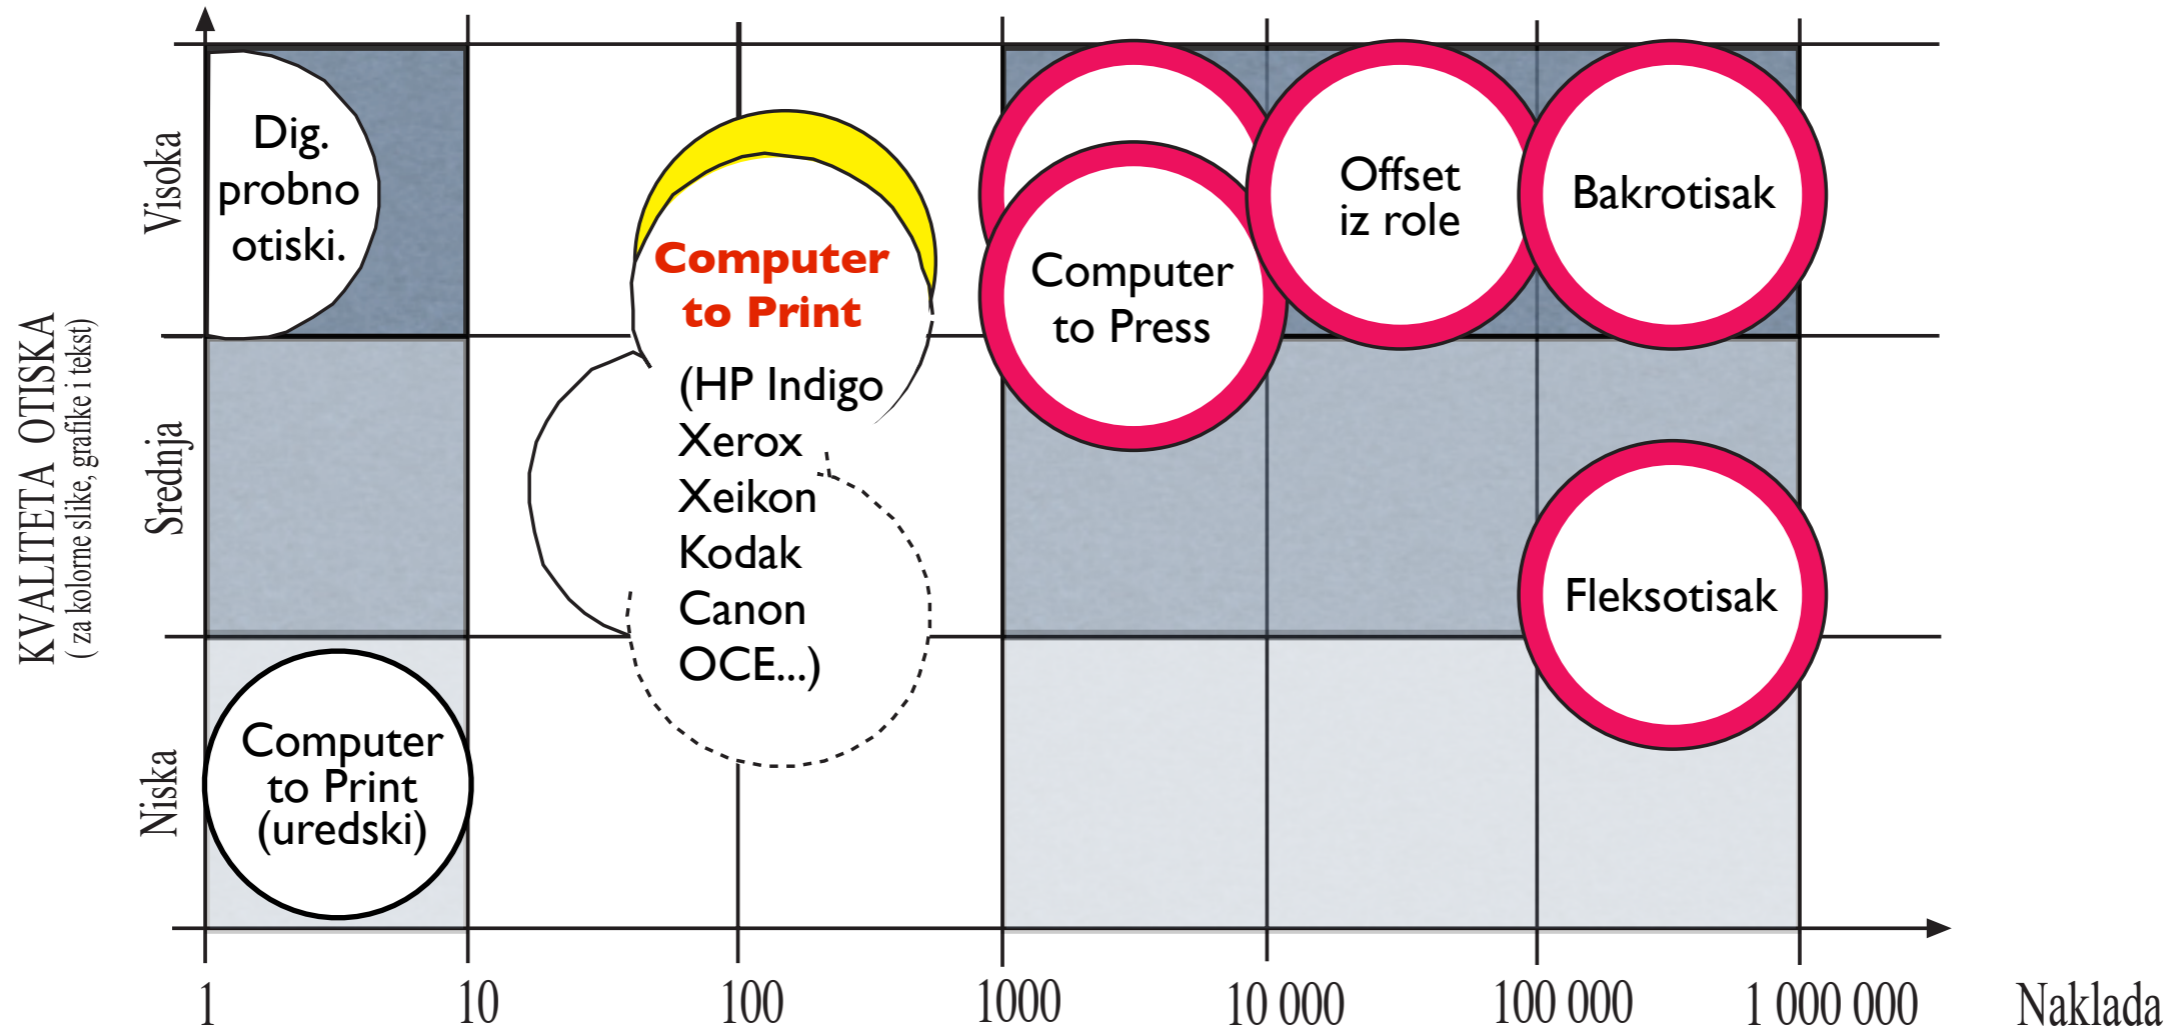 KVALITETA OTISKA
( za kolorne slike, grafike i tekst)
Visoka
Srednja
Niska
Dig.
probno
otiski.
Computer
to Print
(HP Indigo
Xerox
Xeikon
Kodak
Canon
OCE...)
Computer
to Press
Offset
iz role
Bakrotisak
Fleksotisak
Computer
to Print
(uredski)
1 10 100 1000 10 000 100 000 1 000 000 Naklada